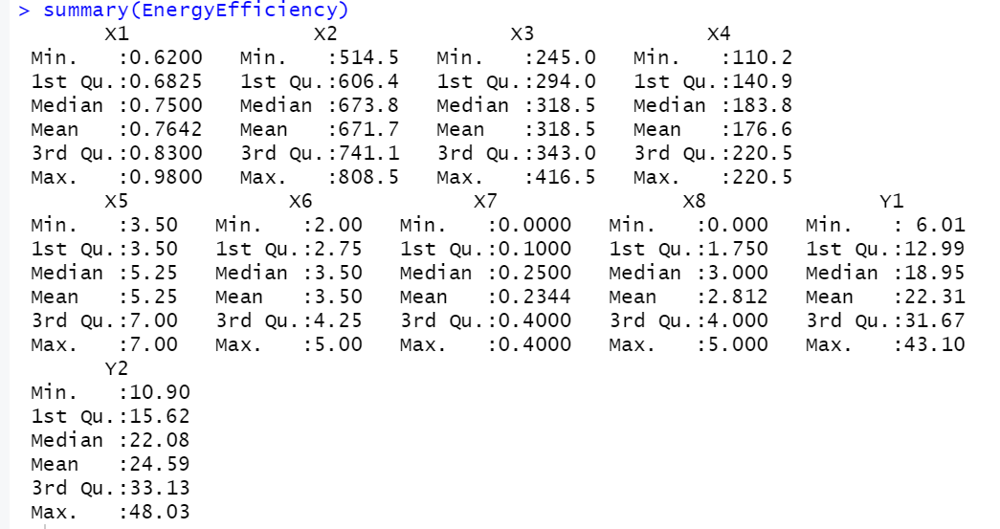 > summary(EnergyEfficiency)
X1 X2 X3 X4
Min. :0.6200 Min. :514.5 Min. :245.0 Min. :110.2
1st Qu.:0.6825 1st Qu.:606.4 1st Qu.:294.0 1st Qu.:140.9
Median :0.7500 Median :673.8 Median :318.5 Median :183.8
Mean :0.7642 Mean :671.7 Mean :318.5 Mean :176.6
3rd Qu.:0.8300 3rd Qu.:741.1 3rd Qu.:343.0 3rd Qu.:220.5
Max. :0.9800 Max. :808.5 Max. :416.5 Max. :220.5
X5 X6 X7 X8 Y1
Min. :3.50 Min. :2.00 Min. :0.0000 Min. :0.000 Min. : 6.01
1st Qu.:3.50 1st Qu.:2.75 1st Qu.:0.1000 1st Qu.:1.750 1st Qu.:12.99
Median :5.25 Median :3.50 Median :0.2500 Median :3.000 Median :18.95
Mean :5.25 Mean :3.50 Mean :0.2344 Mean :2.812 Mean :22.31
3rd Qu.:7.00 3rd Qu.:4.25 3rd Qu.:0.4000 3rd Qu.:4.000 3rd Qu.:31.67
Max. :7.00 Max. :5.00 Max. :0.4000 Max. :5.000 Max. :43.10
Y2
Min. :10.90
1st Qu.:15.62
Median :22.08
Mean :24.59
3rd Qu.:33.13
Max. :48.03